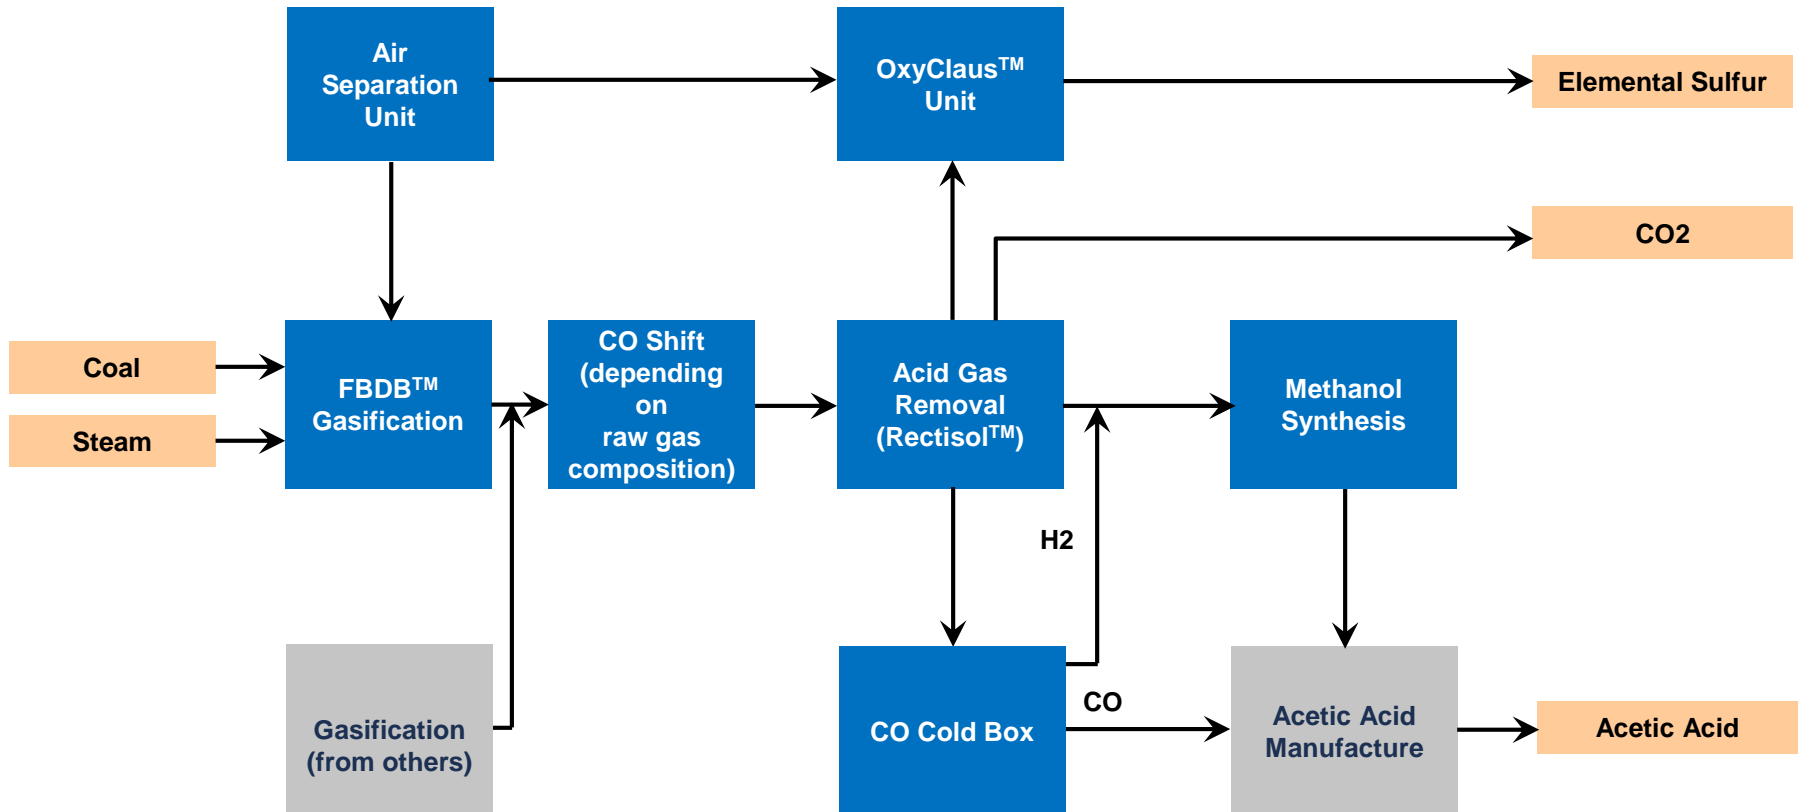 Air
Separation
Unit
OxyClaus™
Unit
Elemental Sulfur
CO2
Coal
Steam
FBDB™
Gasification
CO Shift
(depending
on
raw gas
composition)
Acid Gas
Removal
(Rectisol™)
Methanol
Synthesis
H2
CO
Gasification
(from others)
CO Cold Box
Acetic Acid
Manufacture
Acetic Acid